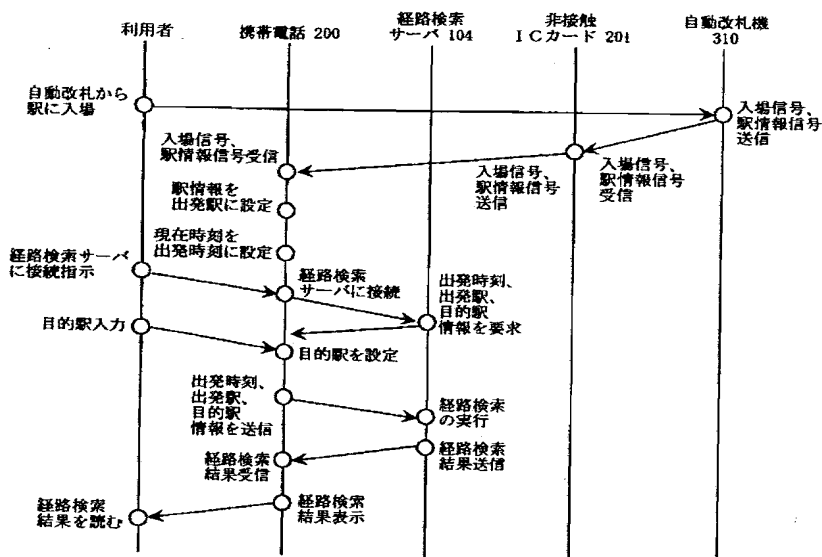 利用者
携帯電話 200
経路検索
サーバ 104
非接触
ICカード 201
自動改札機
310
自動改札から
駅に入場
入場信号、
駅情報信号
送信
入場信号、
駅情報信号受信
入場信号、
駅情報信号
送信
入場信号、
駅情報信号
受信
駅情報を
出発駅に設定
現在時刻を
出発時刻に設定
経路検索サーバ
に接続指示
経路検索
サーバに接続
出発時刻、
出発駅、
目的駅
情報を要求
目的駅入力
目的駅を設定
出発時刻、
出発駅、
目的駅
情報を送信
経路検索
の実行
経路検索
結果受信
経路検索
結果送信
経路検索
結果を読む
経路検索
結果表示